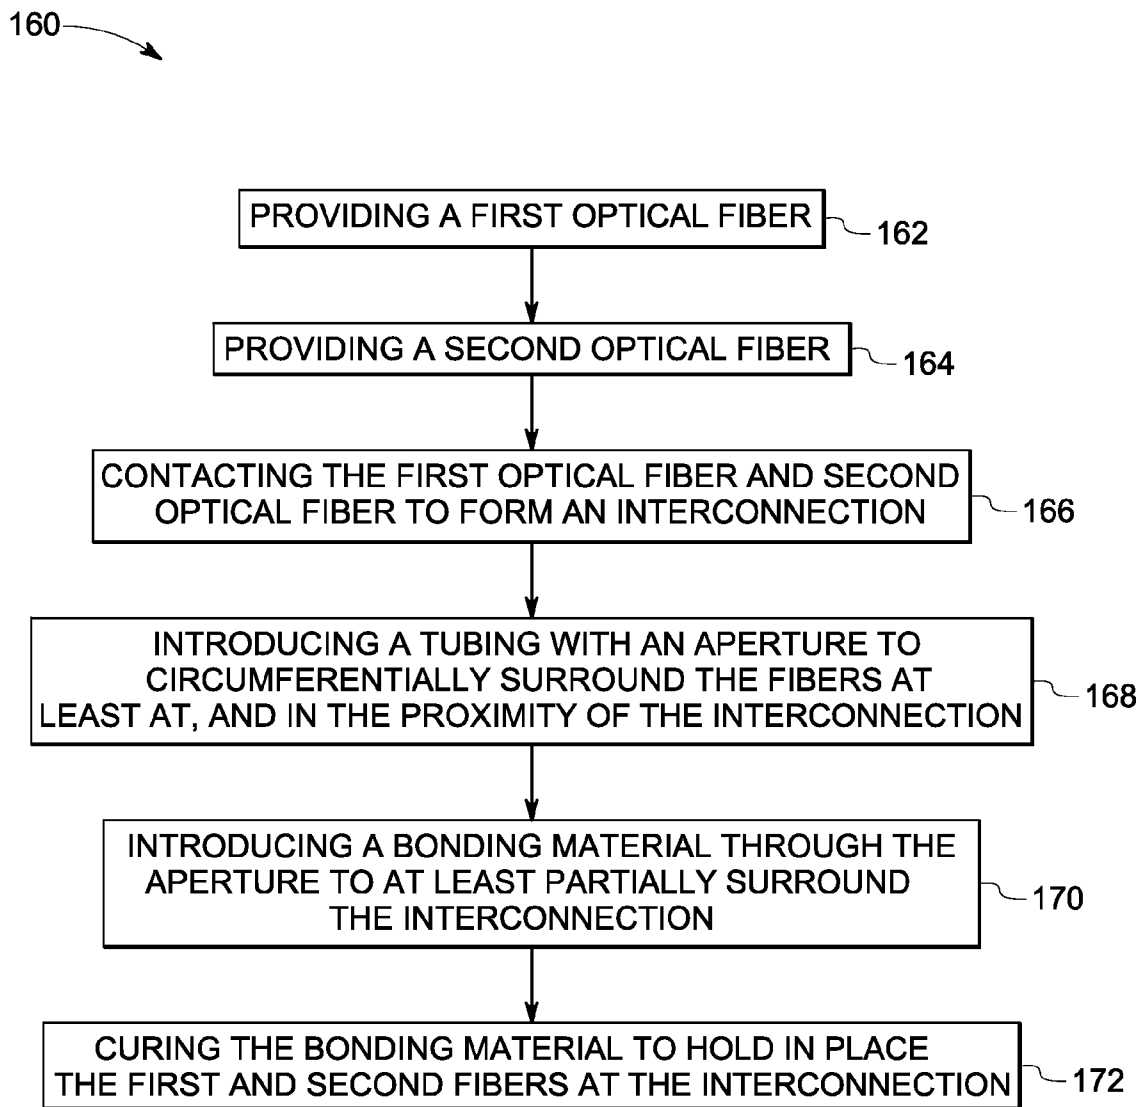 160
PROVIDING A FIRST OPTICAL FIBER
162
PROVIDING A SECOND OPTICAL FIBER
164
CONTACTING THE FIRST OPTICAL FIBER AND SECOND
OPTICAL FIBER TO FORM AN INTERCONNECTION
166
INTRODUCING A TUBING WITH AN APERTURE TO
CIRCUMFERENTIALLY SURROUND THE FIBERS AT
LEAST AT, AND IN THE PROXIMITY OF THE INTERCONNECTION
168
INTRODUCING A BONDING MATERIAL THROUGH THE
APERTURE TO AT LEAST PARTIALLY SURROUND
THE INTERCONNECTION
170
CURING THE BONDING MATERIAL TO HOLD IN PLACE
THE FIRST AND SECOND FIBERS AT THE INTERCONNECTION
172